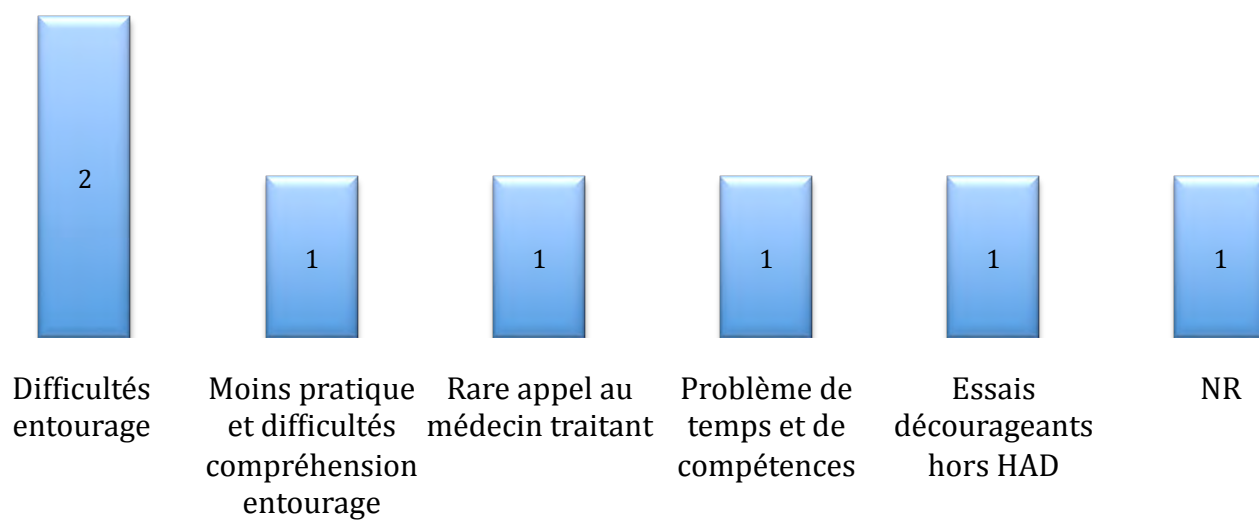 2
1
1
1
1
1
Difficultés
entourage
Moins pratique
et difficultés
compréhension
entourage
Rare appel au
médecin traitant
Problème de
temps et de
compétences
Essais
décourageants
hors HAD
NR